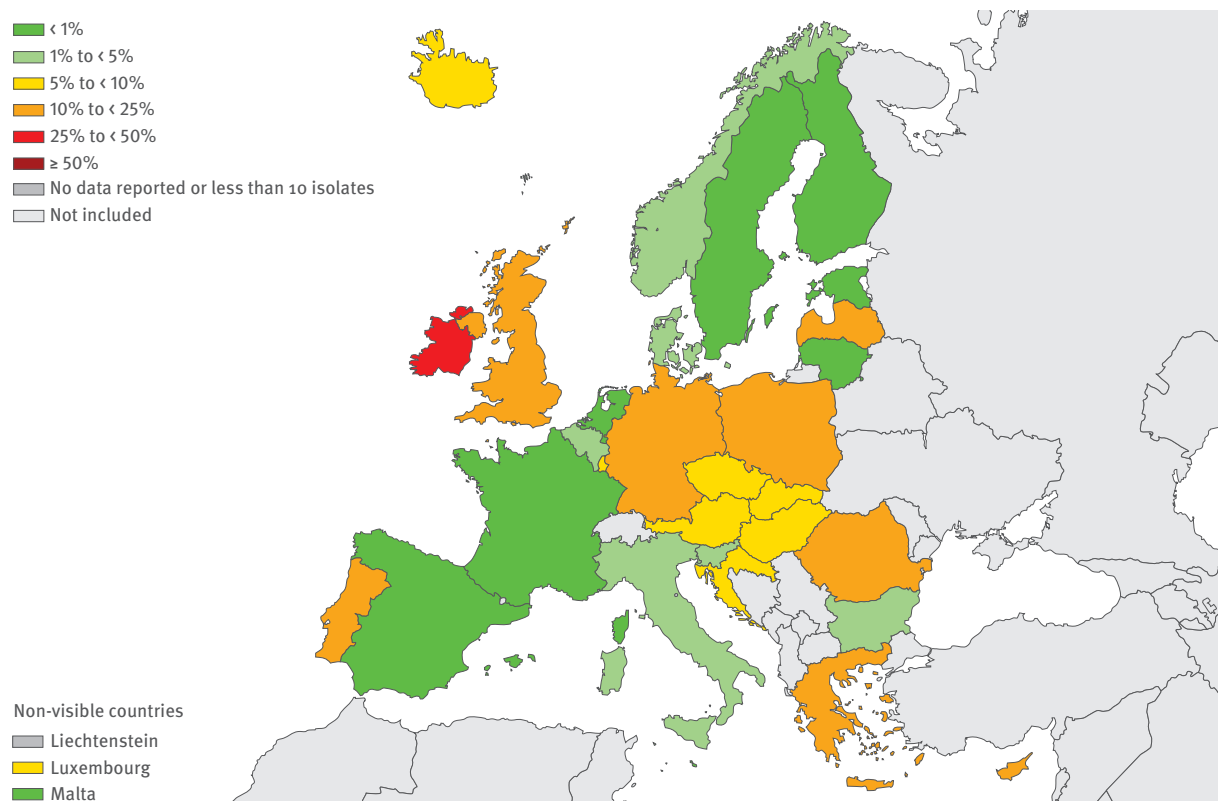 < 1%
1% to < 5%
5% to < 10%
10% to < 25%
25% to < 50%
≥ 50%
No data reported or less than 10 isolates
Not included
Non-visible countries
Liechtenstein
Luxembourg
Malta